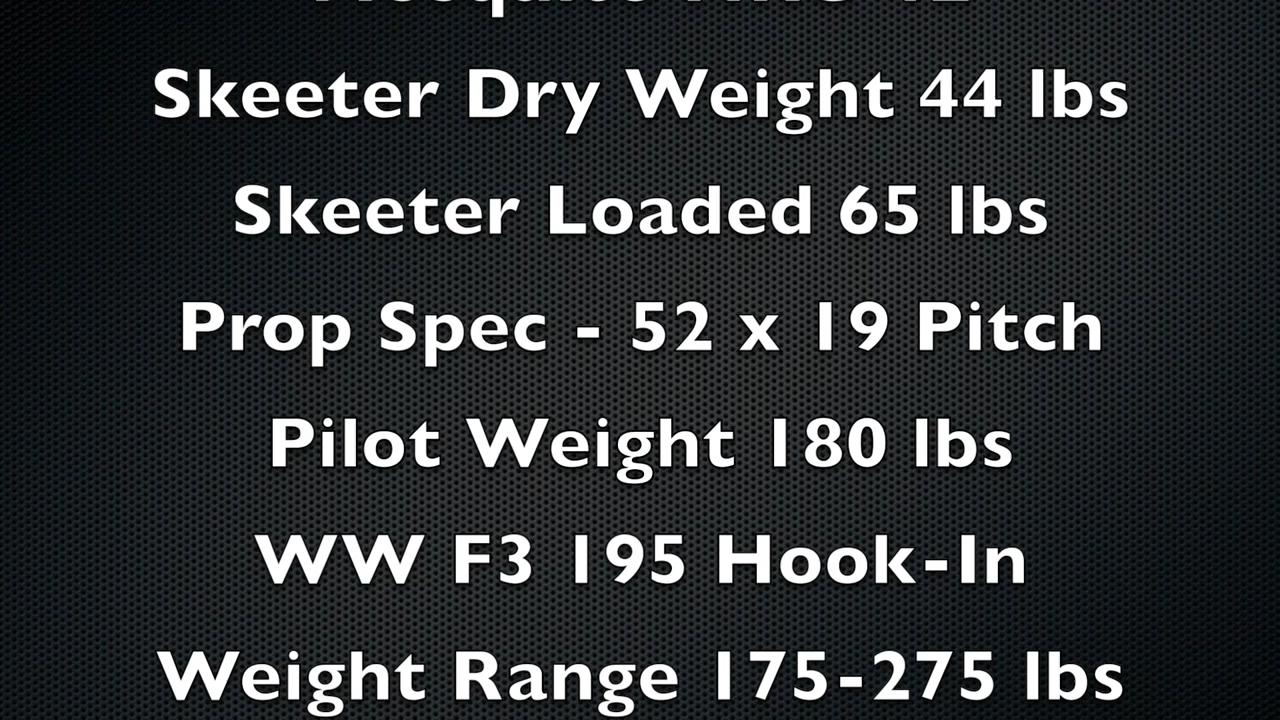 Skeeter Dry Weight 44 lbs
Skeeter Loaded 65 lbs
Prop Spec - 52 x 19 Pitch
Pilot Weight 180 lbs
WW F3 195 Hook-In
Weight Range 175-275 lbs